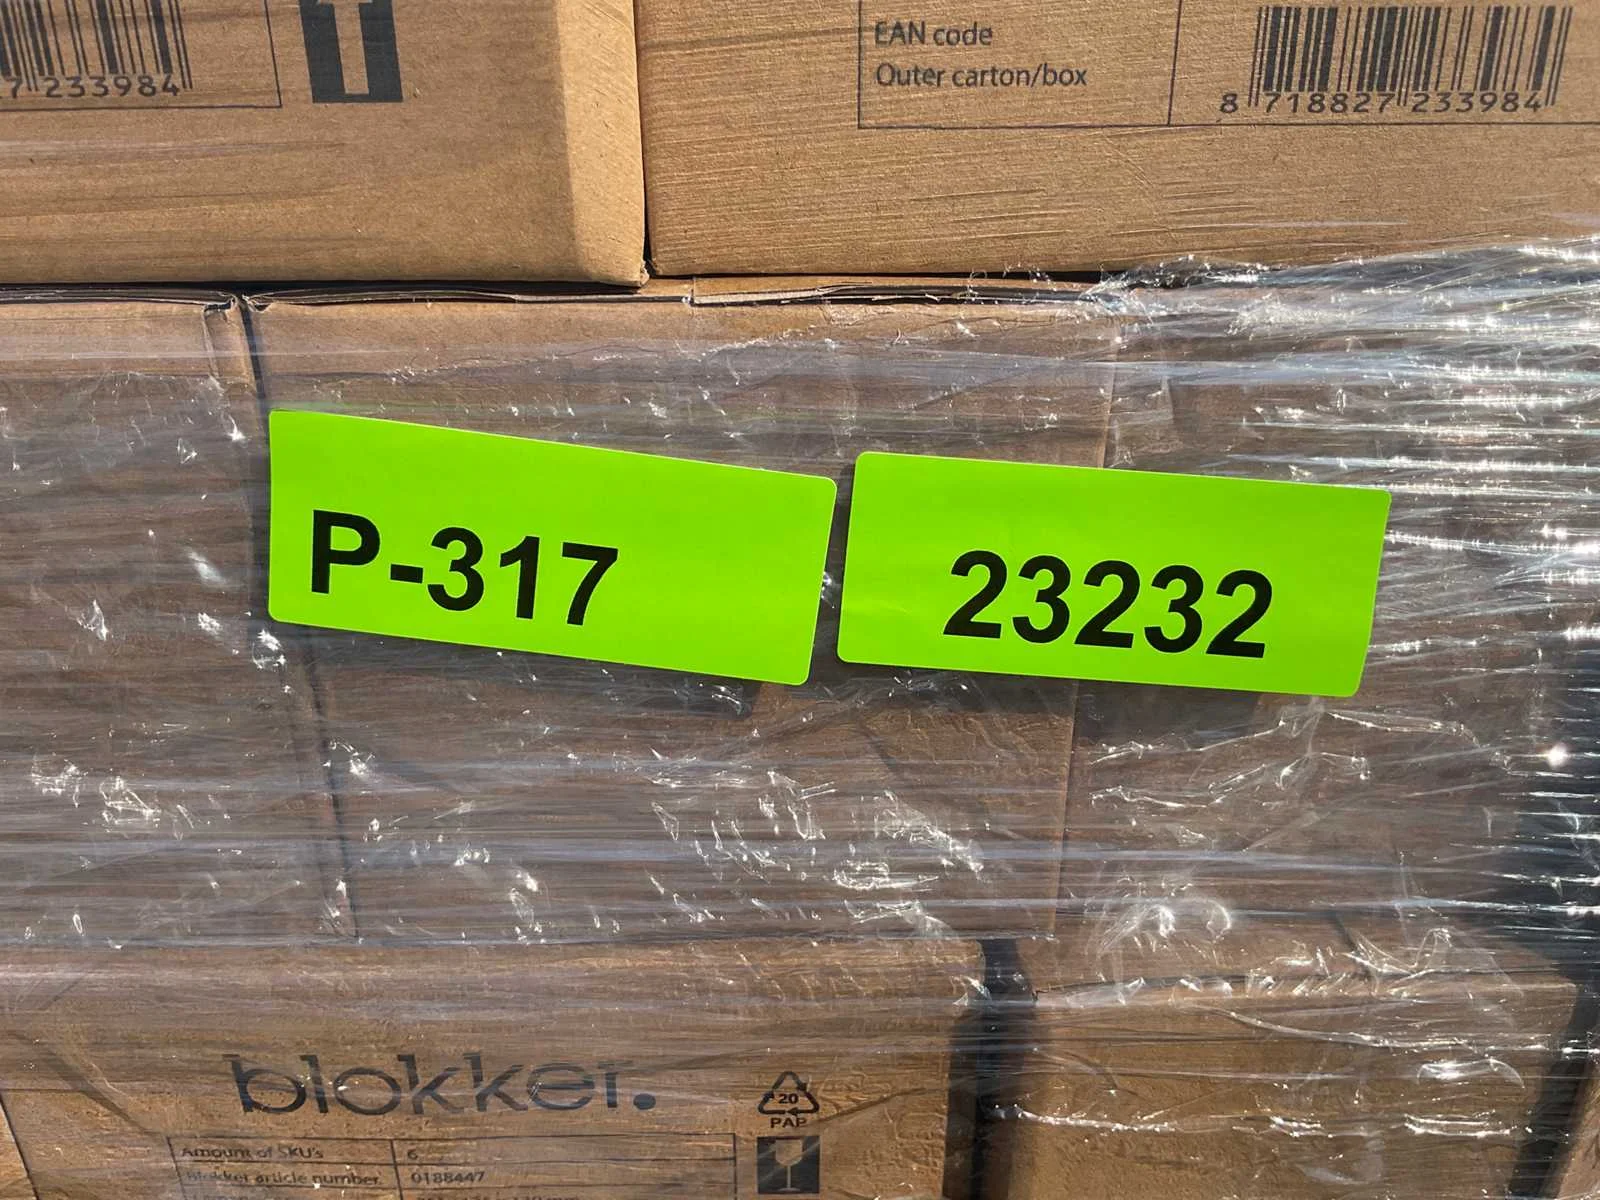 7 233984
EAN code
Outer carton/box
8 718827 233984
P-317
23232
blokker.
20
PAP
Amount of SKU's 6
Blokker article number. 0188447